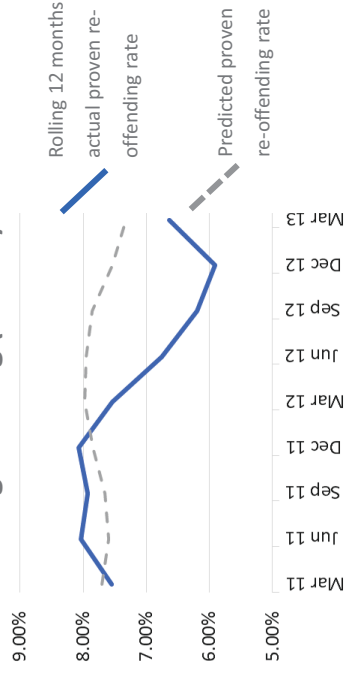 9.00%
8.00%
7.00%
6.00%
5.00%
Mar 11
Jun 11
Sep 11
Dec 11
Mar 12
Jun 12
Sep 12
Dec 12
Mar 13
Rolling 12 months
actual proven re-
offending rate
Predicted proven
re-offending rate